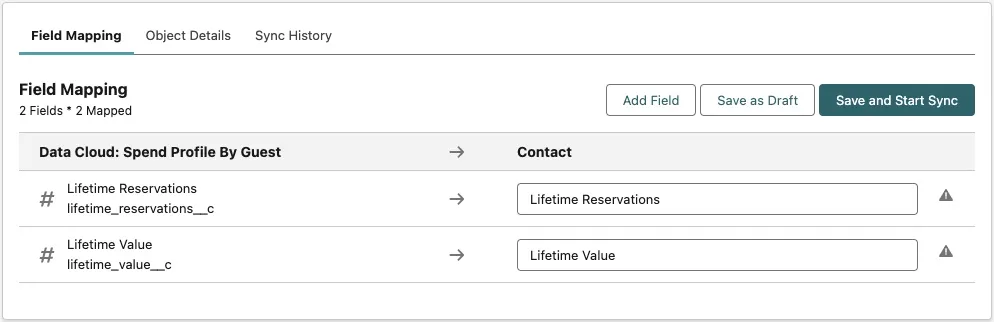 Field Mapping Object Details Sync History
Field Mapping
2 Fields * 2 Mapped
Add Field Save as Draft Save and Start Sync
Data Cloud: Spend Profile By Guest → Contact
# Lifetime Reservations
lifetime_reservations__c
→ Lifetime Reservations
# Lifetime Value
lifetime_value__c
→ Lifetime Value